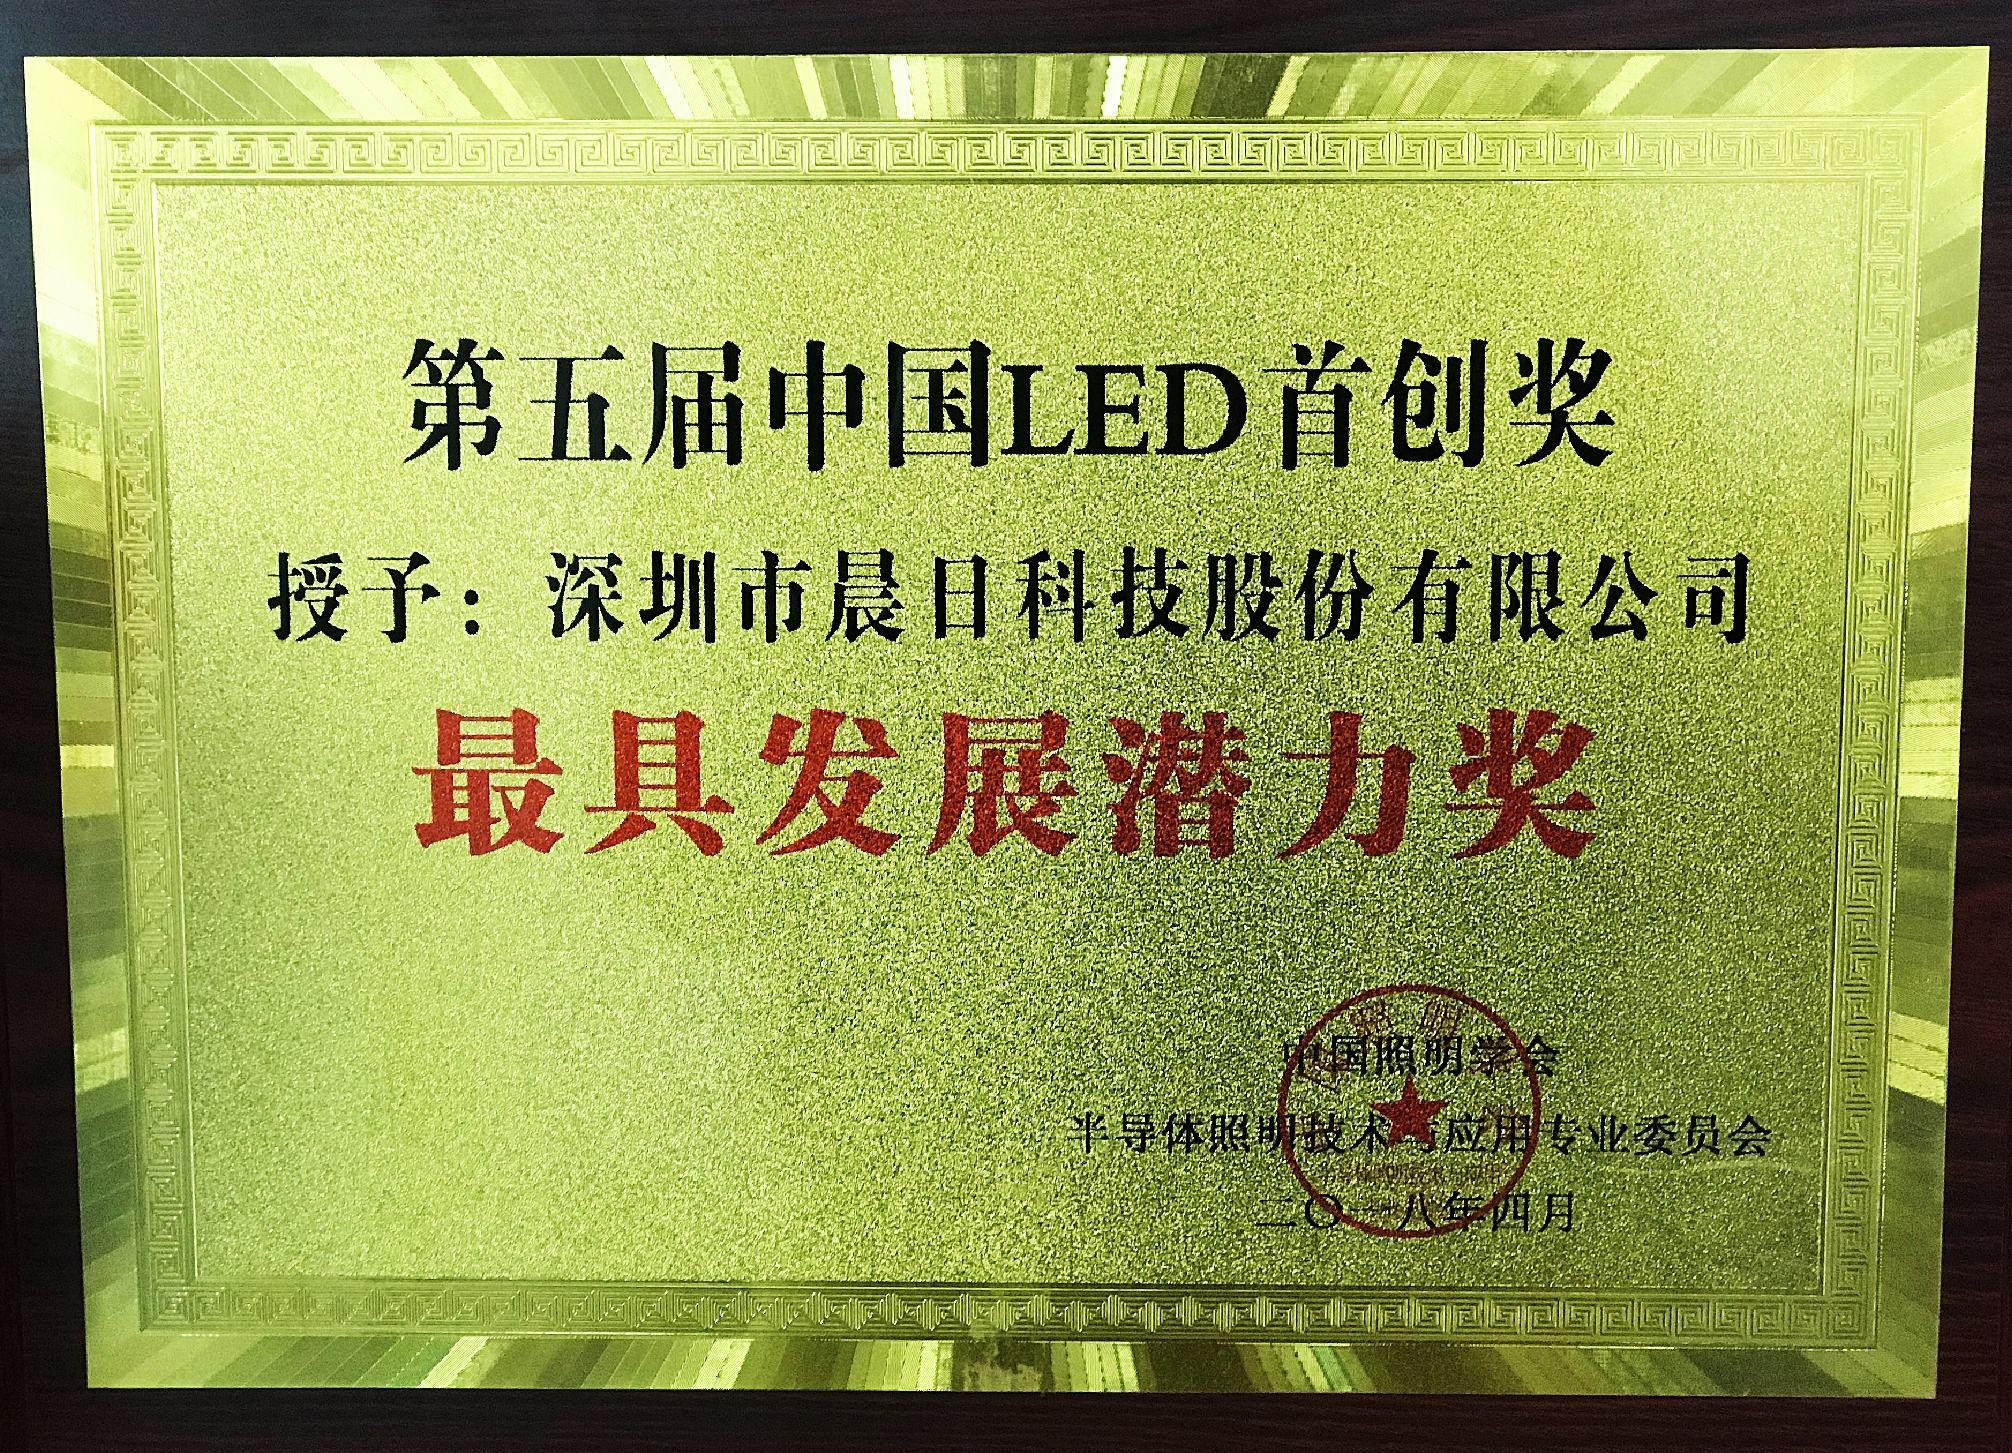 第五届中国LED首创奖
授予：深圳市晨日科技股份有限公司
最具发展潜力奖
中国照明学会
半导体照明技术与应用专业委员会
二〇一八年四月